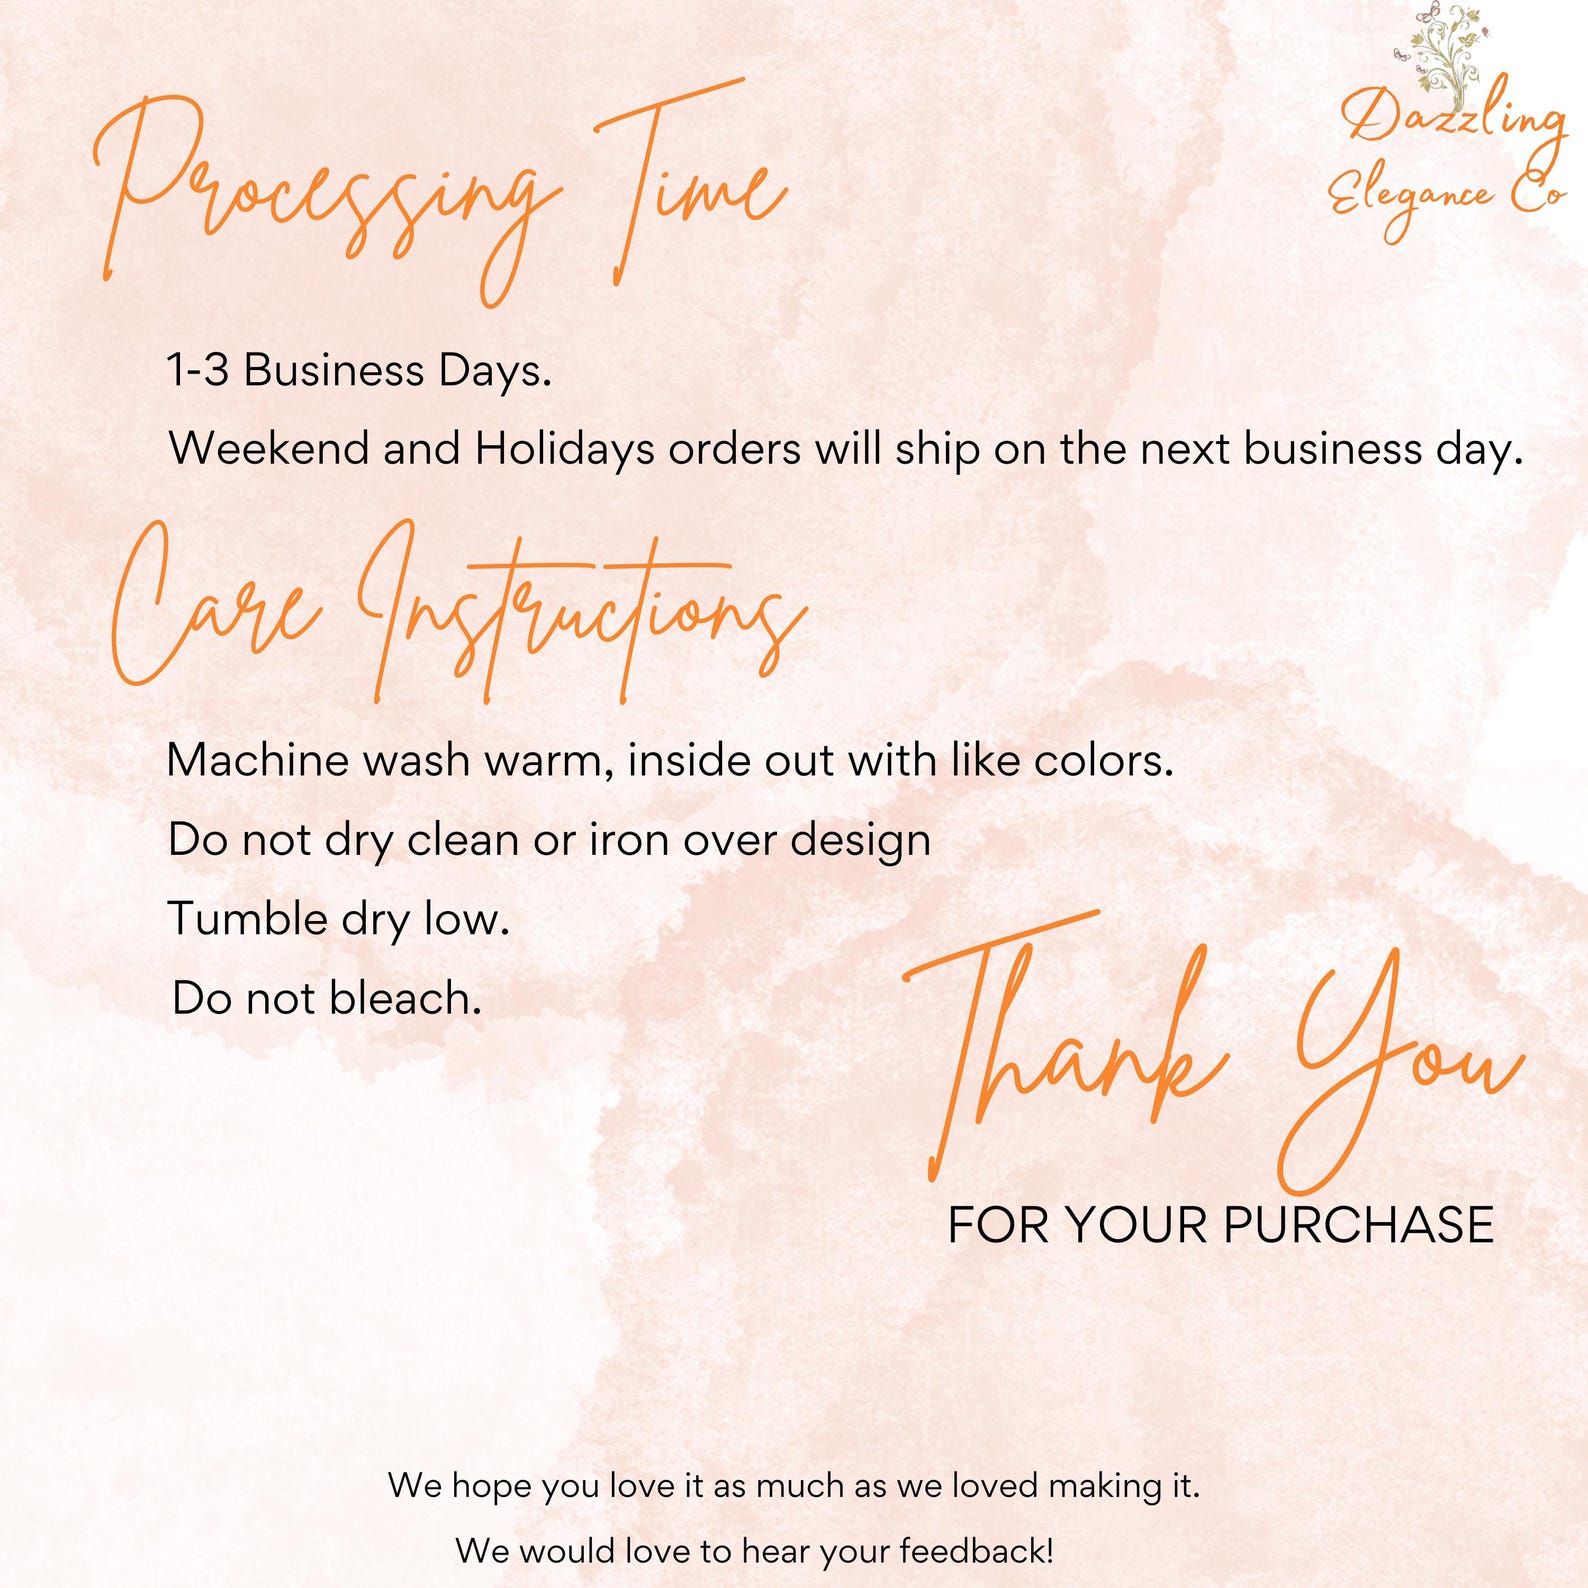 Dazzling
Elegance Co
Processing Time
1-3 Business Days.
Weekend and Holidays orders will ship on the next business day.
Care Instructions
Machine wash warm, inside out with like colors.
Do not dry clean or iron over design
Tumble dry low.
Do not bleach.
Thank You
FOR YOUR PURCHASE
We hope you love it as much as we loved making it.
We would love to hear your feedback!